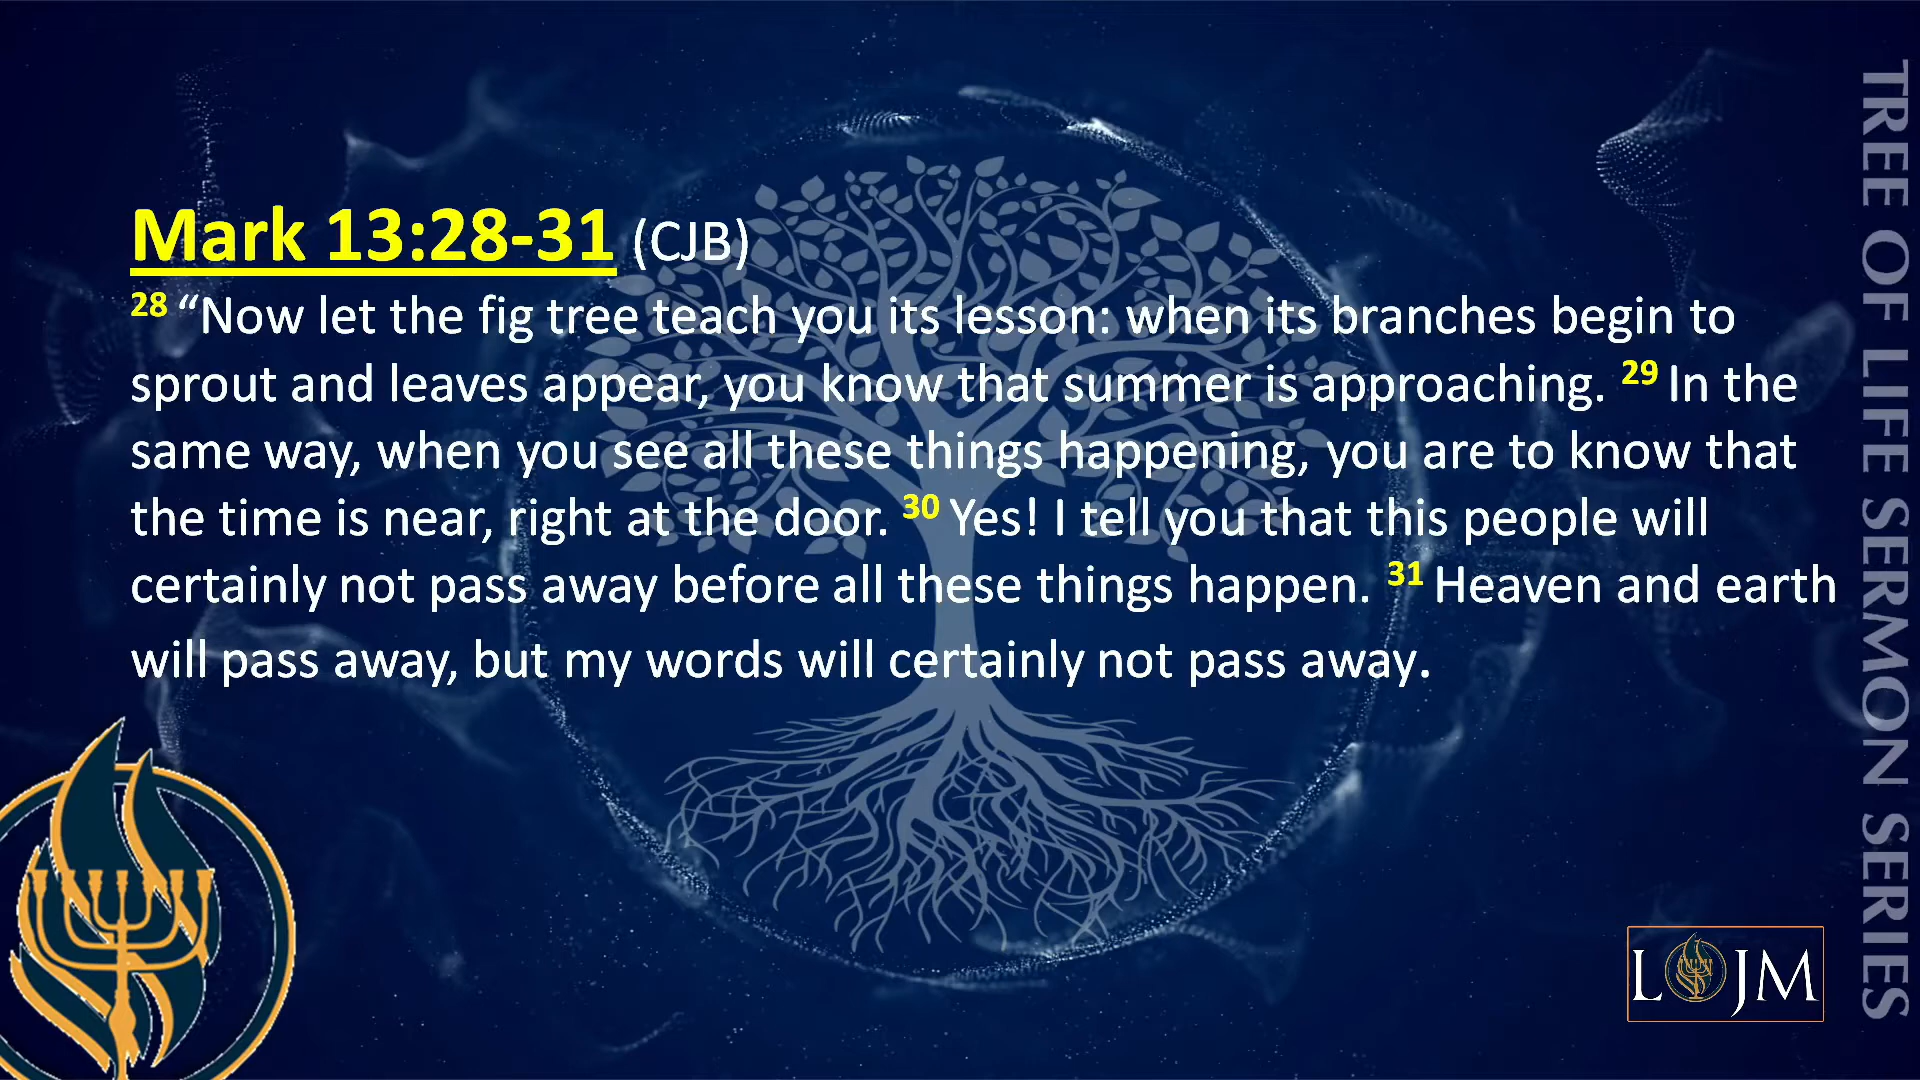 Mark 13:28-31 (CJB)
28 “Now let the fig tree teach you its lesson: when its branches begin to
sprout and leaves appear, you know that summer is approaching. 29 In the
same way, when you see all these things happening, you are to know that
the time is near, right at the door. 30 Yes! I tell you that this people will
certainly not pass away before all these things happen. 31 Heaven and earth
will pass away, but my words will certainly not pass away.
TREE OF LIFE SERMON SERIES
L JM